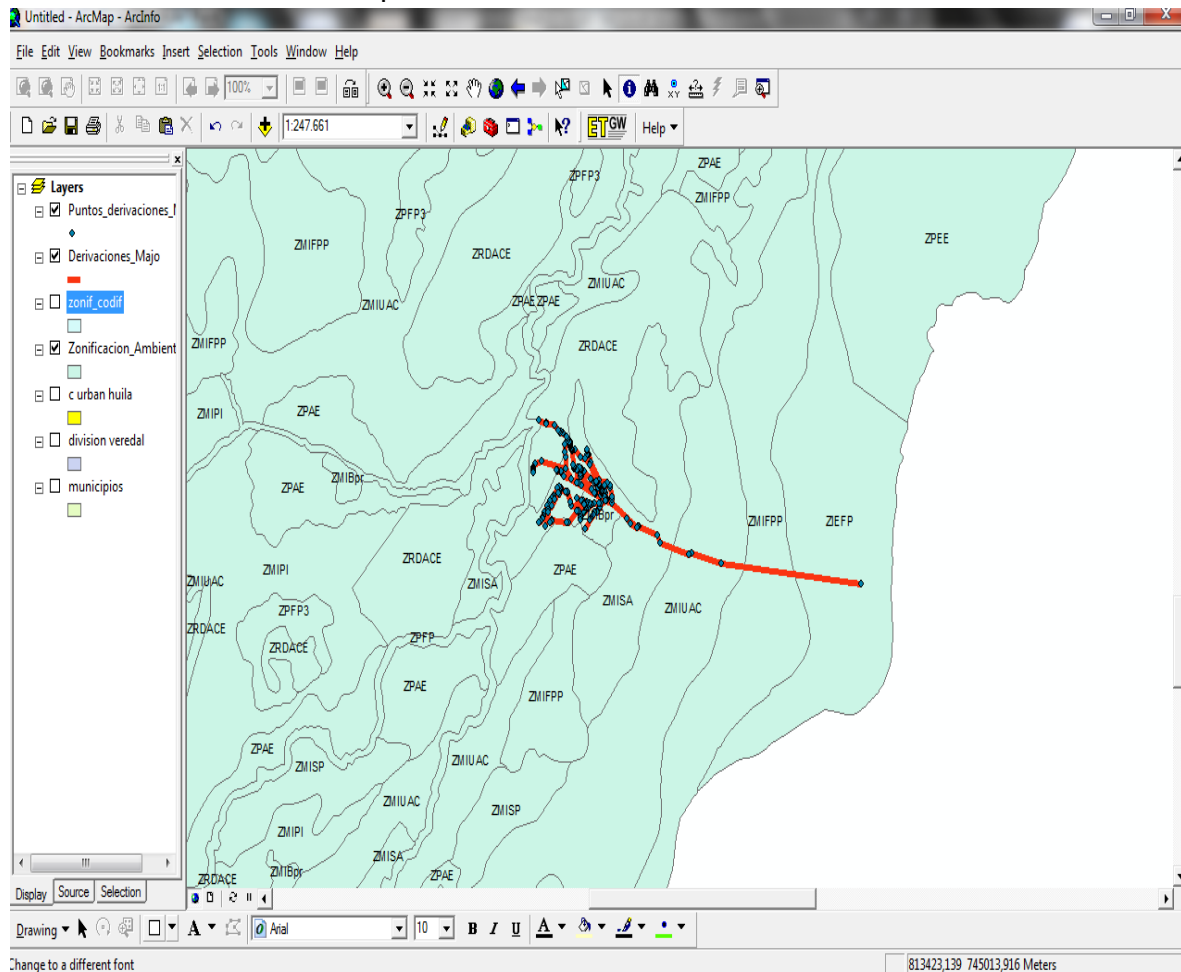 Untitled - ArcMap - ArcInfo
File Edit View Bookmarks Insert Selection Tools Window Help
100%
1:247.661
ET GW Help
Layers
Puntos_derivaciones_
Derivaciones_Majo
zonif_codif
Zonificacion_Ambient
c urban huila
division veredal
municipios
ZPAE
ZPFP3
ZMIFPP
ZPFP3
ZMIFPP
ZRDACE
ZPEE
ZMIUAC
ZPAE ZPAE
ZMIUAC
ZMIFPP
ZRDACE
ZMIPI
ZPAE
ZMIBpr
ZPAE
ZMIBpr
ZMIFPP
ZIEFP
ZRDACE
ZMIPI
ZPAE
ZMIUAC
ZMISA
ZMISA
ZMIUAC
ZPFP3
ZRDACE
ZPFP
ZRDACE
ZPAE
ZMIFPP
ZPAE
ZMISP
ZMIUAC
ZMIUAC
ZMISP
ZMIPI
ZMISA
ZMIBpr
ZPAE
ZRDACE
Display Source Selection
Drawing A Arial 10 B I U A
Change to a different font
813423,139 745013,916 Meters